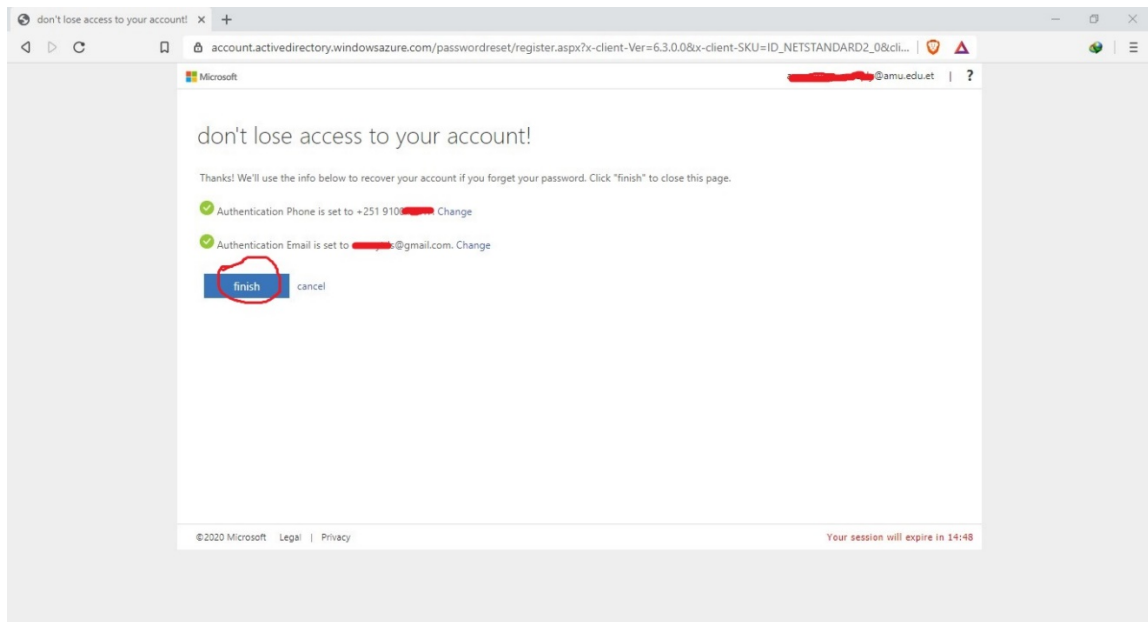 don't lose access to your account!
account.activedirectory.windowsazure.com/passwordreset/register.aspx?x-client-Ver=6.3.0.0&x-client-SKU=ID_NETSTANDARD2_0&cli...
Microsoft @amu.edu.et | ?
don't lose access to your account!
Thanks! We'll use the info below to recover your account if you forget your password. Click "finish" to close this page.
Authentication Phone is set to +251 910 Change
Authentication Email is set to s@gmail.com. Change
finish cancel
©2020 Microsoft Legal | Privacy Your session will expire in 14:48